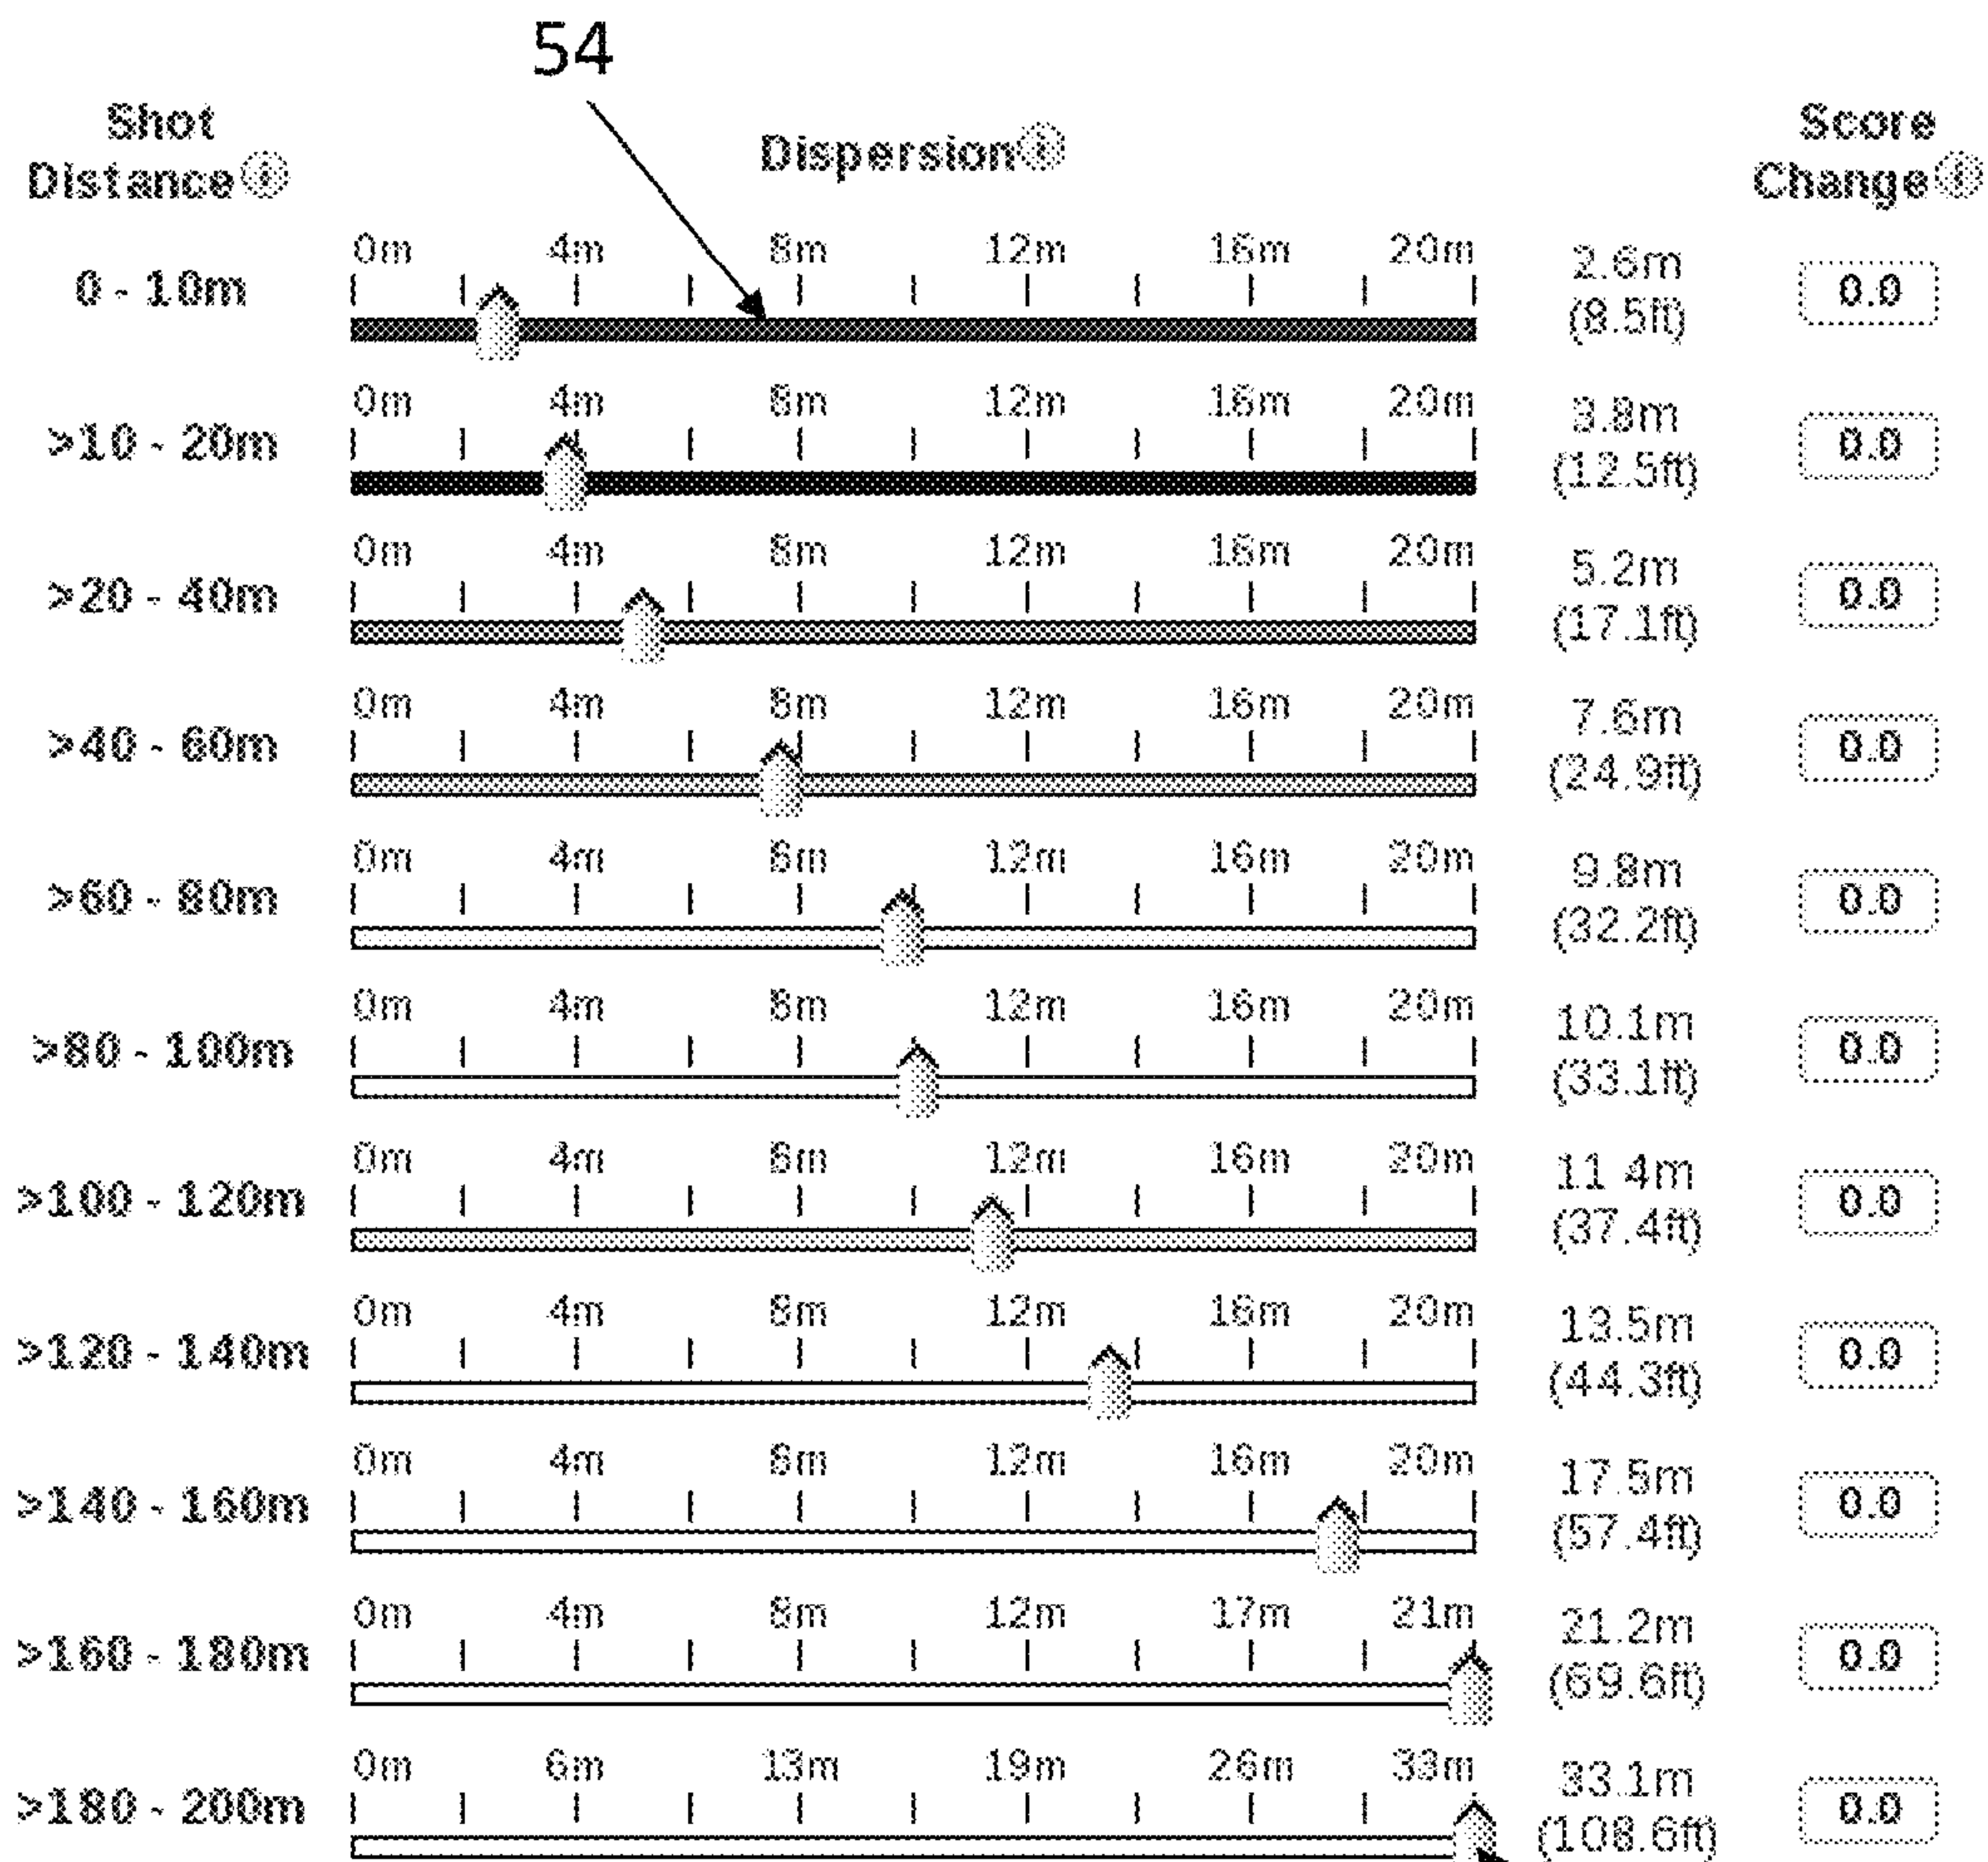 54
Shot
Distance i
Dispersion i
Score
Change i
0m 4m 8m 12m 16m 20m
0 - 10m
2.6m
(8.5ft)
0.0
0m 4m 8m 12m 16m 20m
>10 - 20m
3.8m
(12.5ft)
0.0
0m 4m 8m 12m 16m 20m
>20 - 40m
5.2m
(17.1ft)
0.0
0m 4m 8m 12m 16m 20m
>40 - 60m
7.6m
(24.9ft)
0.0
0m 4m 8m 12m 16m 20m
>60 - 80m
9.8m
(32.2ft)
0.0
0m 4m 8m 12m 16m 20m
>80 - 100m
10.1m
(33.1ft)
0.0
0m 4m 8m 12m 16m 20m
>100 - 120m
11 4m
(37.4ft)
0.0
0m 4m 8m 12m 16m 20m
>120 - 140m
13.5m
(44.3ft)
0.0
0m 4m 8m 12m 16m 20m
>140 - 160m
17.5m
(57.4ft)
0.0
0m 4m 8m 12m 17m 21m
>160 - 180m
21.2m
(69.6ft)
0.0
0m 6m 13m 19m 26m 33m
>180 - 200m
33.1m
(108.6ft)
0.0